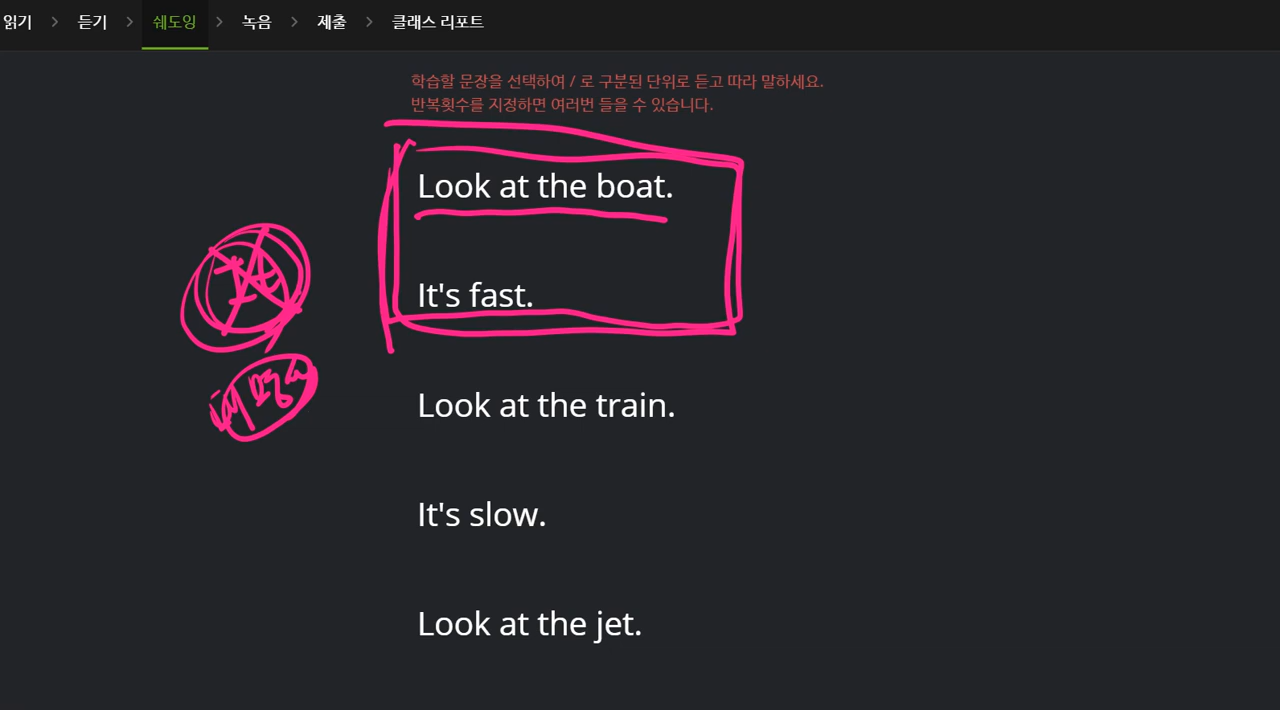 읽기 > 듣기 > 쉐도잉 > 녹음 > 제출 > 클래스 리포트
학습할 문장을 선택하여 / 로 구분된 단위로 듣고 따라 말하세요.
반복횟수를 지정하면 여러번 들을 수 있습니다.
Look at the boat.
It's fast.
Look at the train.
It's slow.
Look at the jet.